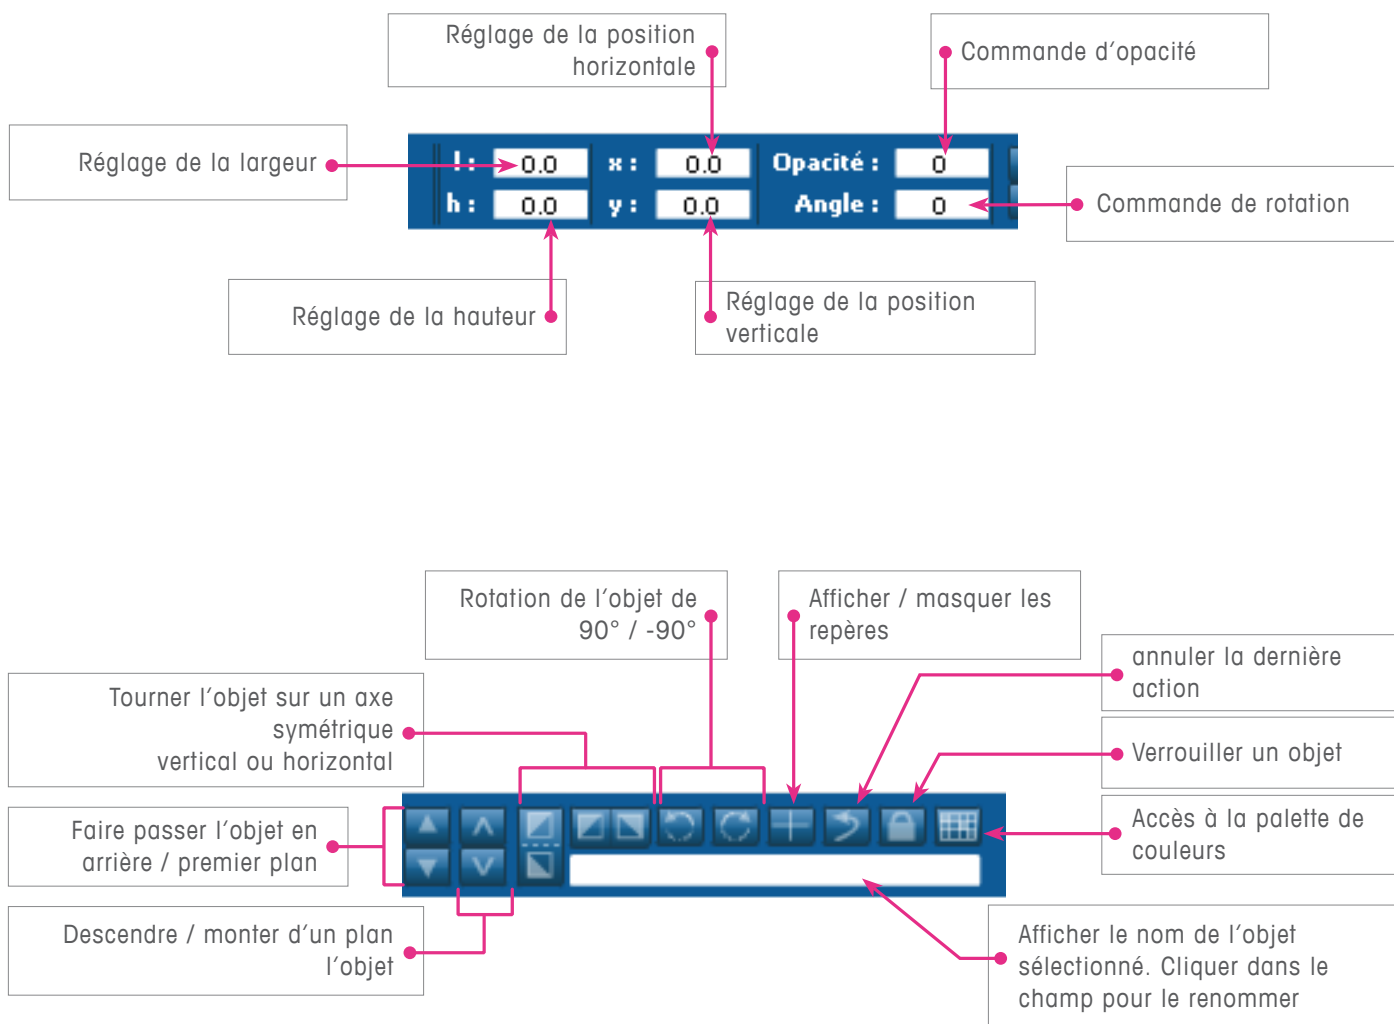 Réglage de la position
horizontale
Commande d’opacité
Réglage de la largeur
l : 0.0 x : 0.0 Opacité : 0
h : 0.0 y : 0.0 Angle : 0
Commande de rotation
Réglage de la hauteur
Réglage de la position
verticale
Rotation de l’objet de
90° / -90°
Afficher / masquer les
repères
annuler la dernière
action
Tourner l’objet sur un axe
symétrique
vertical ou horizontal
Verrouiller un objet
Faire passer l’objet en
arrière / premier plan
Accès à la palette de
couleurs
Descendre / monter d’un plan
l’objet
Afficher le nom de l’objet
sélectionné. Cliquer dans le
champ pour le renommer